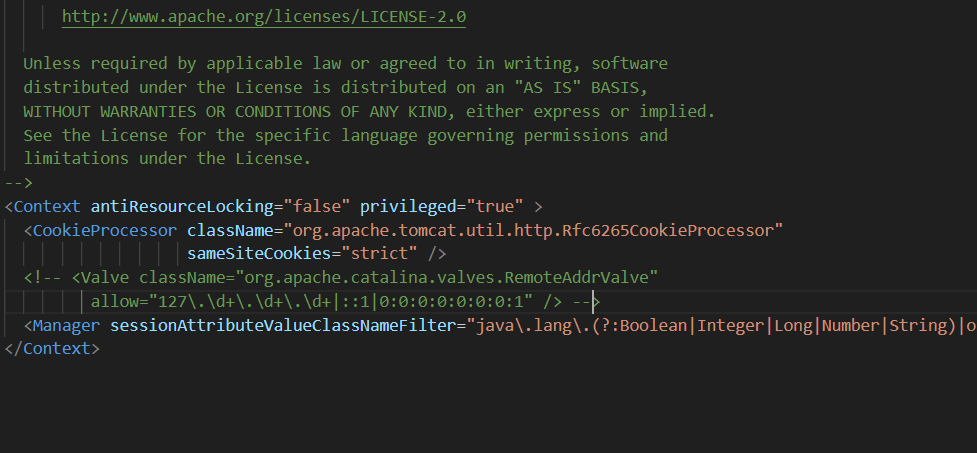 http://www.apache.org/licenses/LICENSE-2.0
Unless required by applicable law or agreed to in writing, software
distributed under the License is distributed on an "AS IS" BASIS,
WITHOUT WARRANTIES OR CONDITIONS OF ANY KIND, either express or implied.
See the License for the specific language governing permissions and
limitations under the License.
-->
<Context antiResourceLocking="false" privileged="true" >
<CookieProcessor className="org.apache.tomcat.util.http.Rfc6265CookieProcessor"
sameSiteCookies="strict" />
<!-- <Valve className="org.apache.catalina.valves.RemoteAddrValve"
allow="127\.\d+\.\d+\.\d+|::1|0:0:0:0:0:0:0:1" /> -->
<Manager sessionAttributeValueClassNameFilter="java\.lang\.(?:Boolean|Integer|Long|Number|String)|o
</Context>